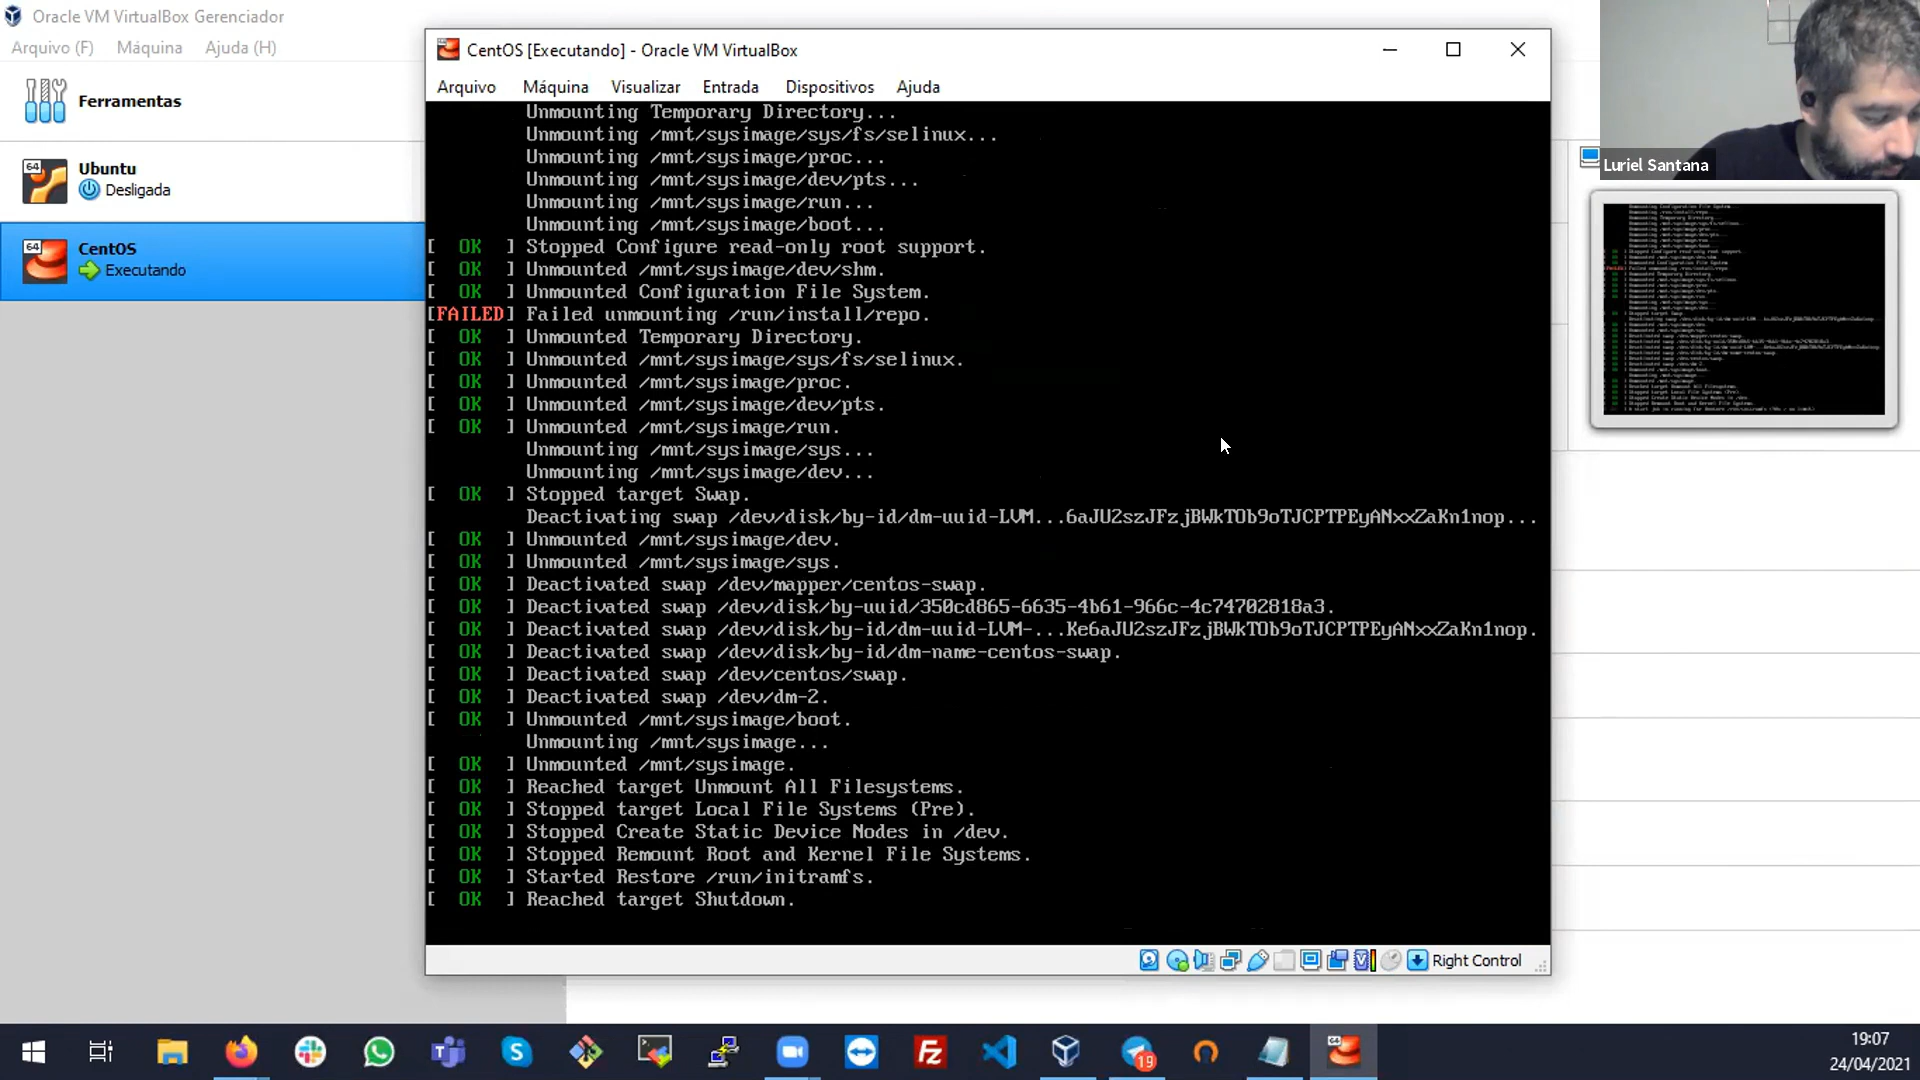 Oracle VM VirtualBox Gerenciador
Arquivo (F) Máquina Ajuda (H)
Ferramentas
64
Ubuntu
Desligada
64
CentOS
Executando
CentOS [Executando] - Oracle VM VirtualBox
Arquivo Máquina Visualizar Entrada Dispositivos Ajuda
Unmounting Temporary Directory...
Unmounting /mnt/sysimage/sys/fs/selinux...
Unmounting /mnt/sysimage/proc...
Unmounting /mnt/sysimage/dev/pts...
Unmounting /mnt/sysimage/run...
Unmounting /mnt/sysimage/boot...
[ OK ] Stopped Configure read-only root support.
[ OK ] Unmounted /mnt/sysimage/dev/shm.
[ OK ] Unmounted Configuration File System.
[FAILED] Failed unmounting /run/install/repo.
[ OK ] Unmounted Temporary Directory.
[ OK ] Unmounted /mnt/sysimage/sys/fs/selinux.
[ OK ] Unmounted /mnt/sysimage/proc.
[ OK ] Unmounted /mnt/sysimage/dev/pts.
[ OK ] Unmounted /mnt/sysimage/run.
Unmounting /mnt/sysimage/sys...
Unmounting /mnt/sysimage/dev...
[ OK ] Stopped target Swap.
Deactivating swap /dev/disk/by-id/dm-uuid-LVM...6aJU2szJFzjBWkTOb9oTJCPTPEyANxxZaKn1nop...
[ OK ] Unmounted /mnt/sysimage/dev.
[ OK ] Unmounted /mnt/sysimage/sys.
[ OK ] Deactivated swap /dev/mapper/centos-swap.
[ OK ] Deactivated swap /dev/disk/by-uuid/350cd865-6635-4b61-966c-4c74702818a3.
[ OK ] Deactivated swap /dev/disk/by-id/dm-uuid-LVM-...Ke6aJU2szJFzjBWkTOb9oTJCPTPEyANxxZaKn1nop.
[ OK ] Deactivated swap /dev/disk/by-id/dm-name-centos-swap.
[ OK ] Deactivated swap /dev/centos/swap.
[ OK ] Deactivated swap /dev/dm-2.
[ OK ] Unmounted /mnt/sysimage/boot.
Unmounting /mnt/sysimage...
[ OK ] Unmounted /mnt/sysimage.
[ OK ] Reached target Unmount All Filesystems.
[ OK ] Stopped target Local File Systems (Pre).
[ OK ] Stopped Create Static Device Nodes in /dev.
[ OK ] Stopped Remount Root and Kernel File Systems.
[ OK ] Started Restore /run/initramfs.
[ OK ] Reached target Shutdown.
Right Control
Luriel Santana
19
64
19:07
24/04/2021